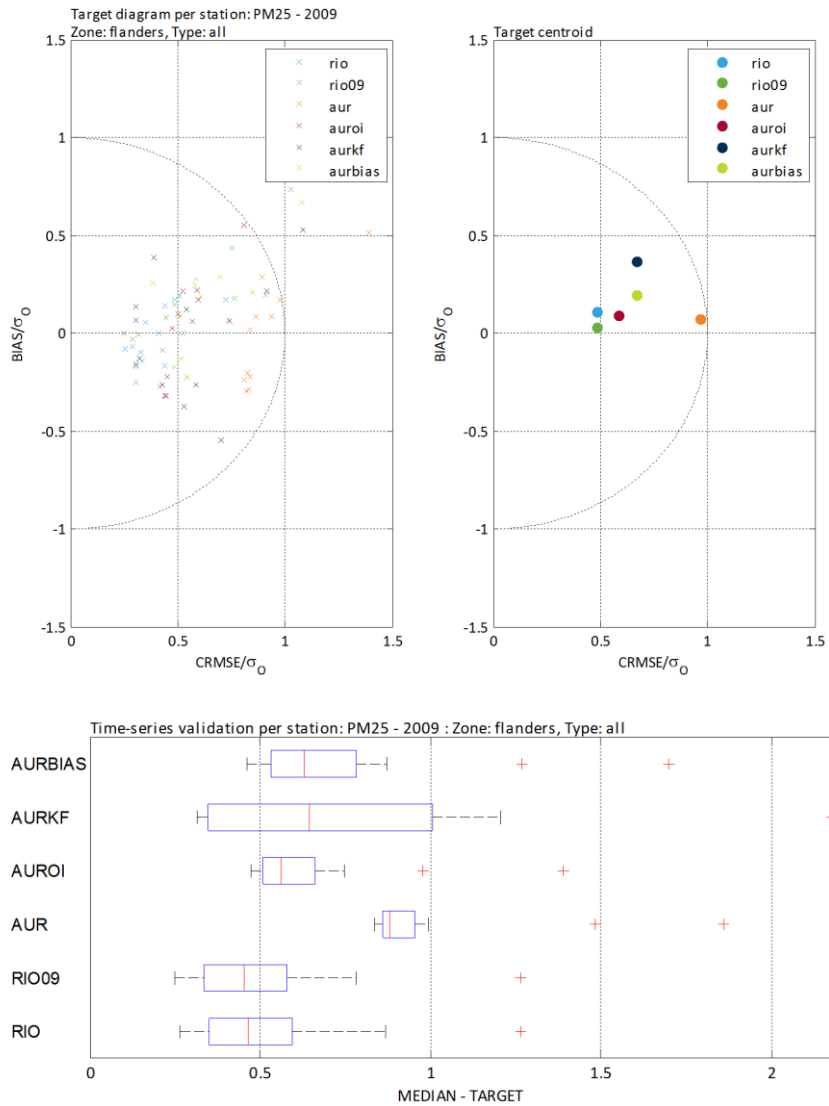 Target diagram per station: PM25 - 2009
Zone: flanders, Type: all
1.5
1
0.5
0
-0.5
-1
-1.5
BIAS/σO
0
0.5
1
1.5
CRMSE/σO
rio
rio09
aur
auroi
aurkf
aurbias
Target centroid
1.5
1
0.5
0
-0.5
-1
-1.5
BIAS/σO
0
0.5
1
1.5
CRMSE/σO
rio
rio09
aur
auroi
aurkf
aurbias
Time-series validation per station: PM25 - 2009 : Zone: flanders, Type: all
AURBIAS
AURKF
AUROI
AUR
RIO09
RIO
0
0.5
1
1.5
2
MEDIAN - TARGET